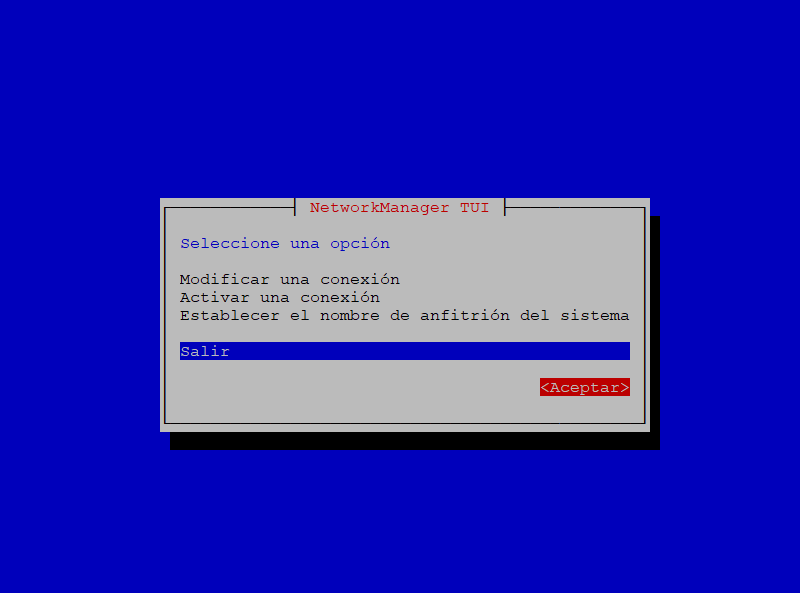 NetworkManager TUI
Seleccione una opción
Modificar una conexión
Activar una conexión
Establecer el nombre de anfitrión del sistema
Salir
<Aceptar>